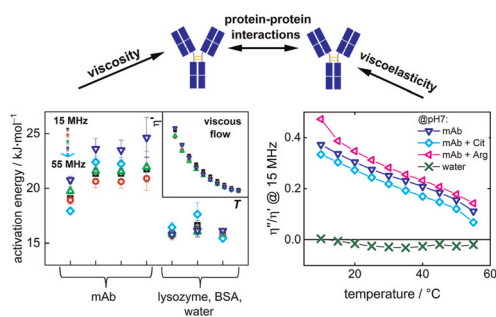 protein-protein
interactions
viscosity
viscoelasticity
activation energy / kJ·mol⁻¹
25
20
15
15 MHz
55 MHz
η'
viscous
flow
T
mAb
lysozyme, BSA,
water
η''/η' @ 15 MHz
0.4
0.2
0.0
@pH7:
mAb
mAb + Cit
mAb + Arg
water
10
20
30
40
50
temperature / °C